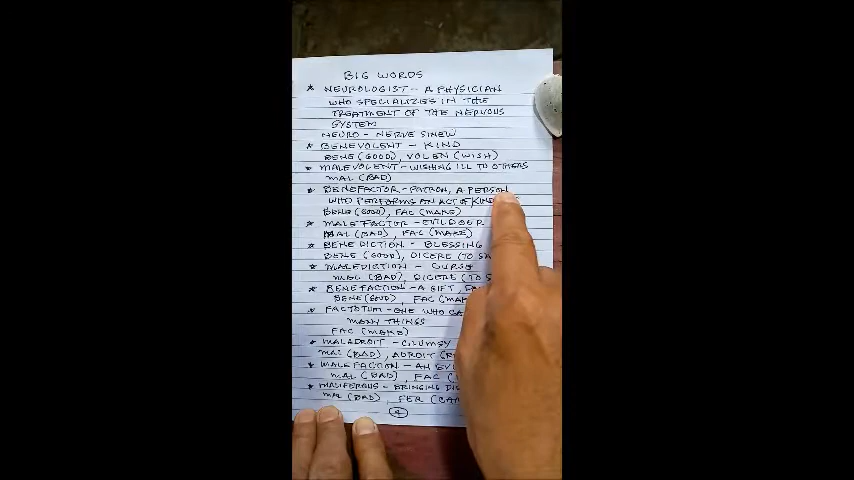 BIG WORDS
* NEUROLOGIST - A PHYSICIAN
WHO SPECIALIZES IN THE
TREATMENT OF THE NERVOUS
SYSTEM
NEURO - NERVE SINEW
* BENEVOLENT - KIND
BENE (GOOD), VOLEN (WISH)
* MALEVOLENT - WISHING ILL TO OTHERS
MAL (BAD)
* BENEFACTOR - PATRON, A PERSON
WHO PERFORMS AN ACT OF
BENE (GOOD), FAC (MAKE)
* MALEFACTOR - EVILDOER
MAL (BAD), FAC (MAKE)
* BENEDICTION - BLESSING
BENE (GOOD), DICERE (TO
* MALEDICTION - CURSE
MAL (BAD), DICERE (TO
* BENEFACTION - A GIFT,
BENE (GOOD), FAC
* FACTOTUM - ONE WHO
MANY THINGS
FAC (MAKE)
* MALADROIT - CLUMSY
MAL (BAD), ADROIT
* MALEFACTION - AN
MAL (BAD), FAC
* MALIFEROUS - BRINGING
MAL (BAD), FER
2